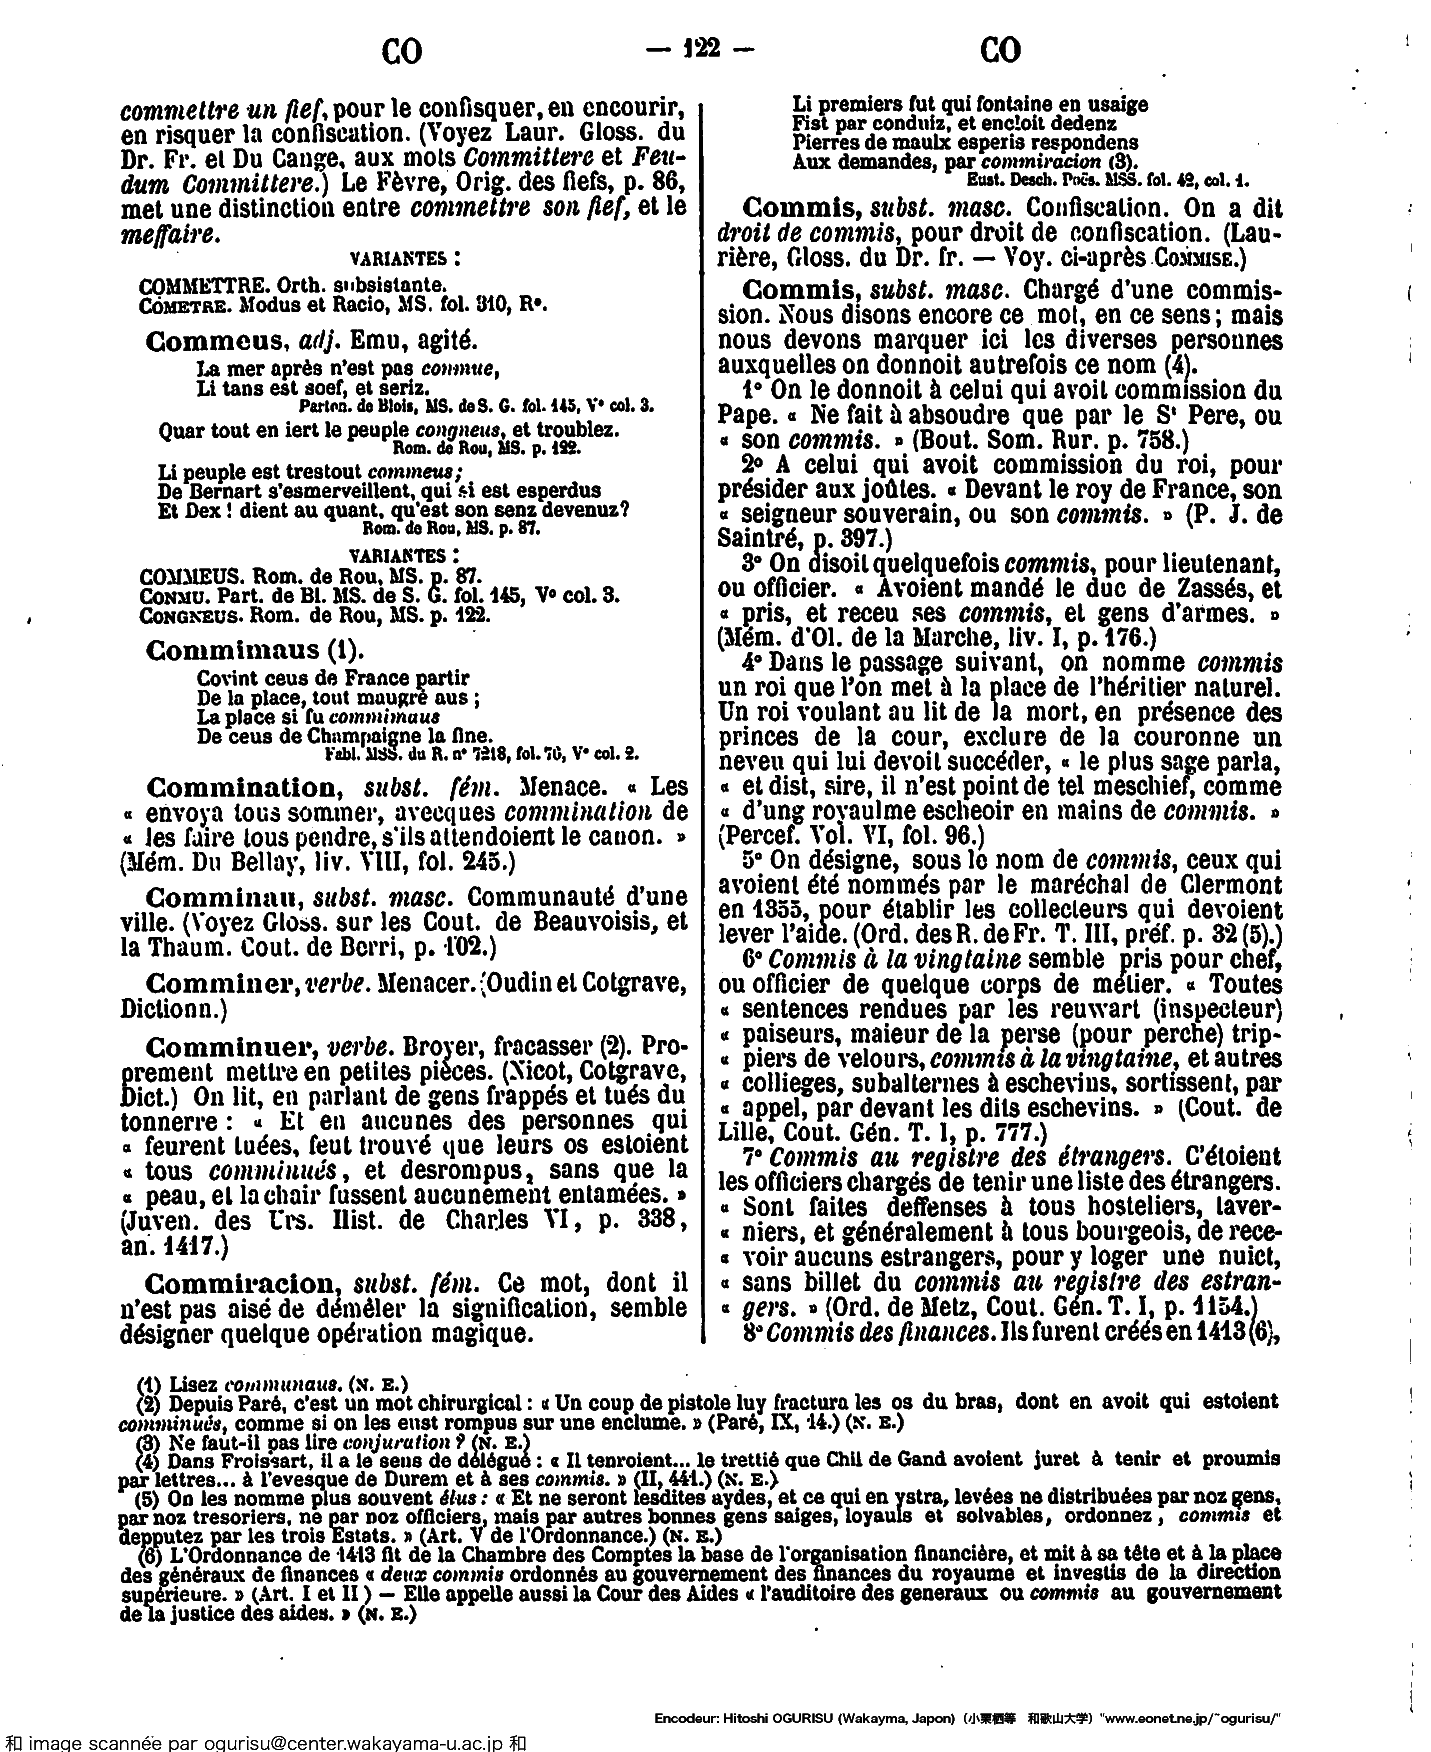 CO
— 122 —
CO
commettre un fief, pour le confisquer, en encourir,
en risquer la confiscation. (Voyez Laur. Gloss. du
Dr. Fr. et Du Cange, aux mots Committere et Feu-
dum Committere.) Le Fèvre, Orig. des fiefs, p. 86,
met une distinction entre commettre son fief, et le
meffaire.
VARIANTES :
COMMETTRE. Orth. subsistante.
COMETRE. Modus et Racio, MS. fol. 310, R°.
Commeus, adj. Emu, agité.
La mer après n'est pas conmue,
Li tans est soef, et seriz.
Parton. de Blois, MS. de S. G. fol. 145, V° col. 3.
Quar tout en iert le peuple congneus, et troublez.
Rom. de Rou, MS. p. 122.
Li peuple est trestout commeus;
De Bernart s'esmerveillent, qui si est esperdus
Et Dex ! dient au quant, qu'est son senz devenuz?
Rom. de Rou, MS. p. 87.
VARIANTES :
COMMEUS. Rom. de Rou, MS. p. 87.
CONMU. Part. de Bl. MS. de S. G. fol. 145, V° col. 3.
CONGNEUS. Rom. de Rou, MS. p. 122.
Commimaus (1).
Covint ceus de France partir
De la place, tout maugré aus ;
La place si fu commimaus
De ceus de Champaigne la fine.
Fabl. MSS. du R. n° 7218, fol. 70, V° col. 2.
Commination, subst. fém. Menace. « Les
« envoya tous sommer, avecques commination de
« les faire tous pendre, s'ils attendoient le canon. »
(Mém. Du Bellay, liv. VIII, fol. 245.)
Comminau, subst. masc. Communauté d'une
ville. (Voyez Gloss. sur les Cout. de Beauvoisis, et
la Thaum. Cout. de Berri, p. 102.)
Comminer, verbe. Menacer. (Oudin et Cotgrave,
Dictionn.)
Comminuer, verbe. Broyer, fracasser (2). Pro-
prement mettre en petites pièces. (Nicot, Cotgrave,
Dict.) On lit, en parlant de gens frappés et tués du
tonnerre : « Et en aucunes des personnes qui
« feurent tuées, feut trouvé que leurs os estoient
« tous comminués, et desrompus, sans que la
« peau, et la chair fussent aucunement entamées. »
(Juven. des Urs. Hist. de Charles VI, p. 338,
an. 1417.)
Commiracion, subst. fém. Ce mot, dont il
n'est pas aisé de démêler la signification, semble
désigner quelque opération magique.
Li premiers fut qui fontaine en usaige
Fist par conduiz, et encloit dedenz
Pierres de maulx esperis respondens
Aux demandes, par commiracion (3).
Eust. Desch. Poës. MSS. fol. 42, col. 1.
Commis, subst. masc. Confiscation. On a dit
droit de commis, pour droit de confiscation. (Lau-
rière, Gloss. du Dr. fr. — Voy. ci-après COMMISE.)
Commis, subst. masc. Chargé d'une commis-
sion. Nous disons encore ce mot, en ce sens ; mais
nous devons marquer ici les diverses personnes
auxquelles on donnoit autrefois ce nom (4).
1° On le donnoit à celui qui avoit commission du
Pape. « Ne fait à absoudre que par le St Pere, ou
« son commis. » (Bout. Som. Rur. p. 758.)
2° A celui qui avoit commission du roi, pour
présider aux joûtes. « Devant le roy de France, son
« seigneur souverain, ou son commis. » (P. J. de
Saintré, p. 397.)
3° On disoit quelquefois commis, pour lieutenant,
ou officier. « Avoient mandé le duc de Zassés, et
« pris, et receu ses commis, et gens d'armes. »
(Mém. d'Ol. de la Marche, liv. I, p. 176.)
4° Dans le passage suivant, on nomme commis
un roi que l'on met à la place de l'héritier naturel.
Un roi voulant au lit de la mort, en présence des
princes de la cour, exclure de la couronne un
neveu qui lui devoit succéder, « le plus sage parla,
« et dist, sire, il n'est point de tel meschief, comme
« d'ung royaulme escheoir en mains de commis. »
(Percef. Vol. VI, fol. 96.)
5° On désigne, sous le nom de commis, ceux qui
avoient été nommés par le maréchal de Clermont
en 1355, pour établir les collecteurs qui devoient
lever l'aide. (Ord. des R. de Fr. T. III, préf. p. 32 (5).)
6° Commis à la vingtaine semble pris pour chef,
ou officier de quelque corps de métier. « Toutes
« sentences rendues par les reuwart (inspecteur)
« paiseurs, maieur de la perse (pour perche) trip-
« piers de velours, commis à la vingtaine, et autres
« collieges, subalternes à eschevins, sortissent, par
« appel, par devant les dits eschevins. » (Cout. de
Lille, Cout. Gén. T. I, p. 777.)
7° Commis au registre des étrangers. C'étoient
les officiers chargés de tenir une liste des étrangers.
« Sont faites deffenses à tous hosteliers, taver-
« niers, et généralement à tous bourgeois, de rece-
« voir aucuns estrangers, pour y loger une nuict,
« sans billet du commis au registre des estran-
« gers. » (Ord. de Metz, Cout. Gén. T. I, p. 1154.)
8° Commis des finances. Ils furent créés en 1413 (6),
(1) Lisez communaus. (N. E.)
(2) Depuis Paré, c'est un mot chirurgical : « Un coup de pistole luy fractura les os du bras, dont en avoit qui estoient
comminués, comme si on les eust rompus sur une enclume. » (Paré, IX, 14.) (N. E.)
(3) Ne faut-il pas lire conjuration ? (N. E.)
(4) Dans Froissart, il a le sens de délégué : « Il tenroient... le trettié que Chil de Gand avoient juret à tenir et proumis
par lettres... à l'evesque de Durem et à ses commis. » (II, 441.) (N. E.)
(5) On les nomme plus souvent élus : « Et ne seront lesdites aydes, et ce qui en ystra, levées ne distribuées par noz gens,
par noz tresoriers, ne par noz officiers, mais par autres bonnes gens saiges, loyauls et solvables, ordonnez, commis et
depputez par les trois Estats. » (Art. V de l'Ordonnance.) (N. E.)
(6) L'Ordonnance de 1413 fit de la Chambre des Comptes la base de l'organisation financière, et mit à sa tête et à la place
des généraux de finances « deux commis ordonnés au gouvernement des finances du royaume et investis de la direction
supérieure. » (Art. I et II) — Elle appelle aussi la Cour des Aides « l'auditoire des generaux ou commis au gouvernement
de la justice des aides. » (N. E.)
Encodeur: Hitoshi OGURISU (Wakayma, Japon) (小栗栖等 和歌山大学) "www.eonet.ne.jp/~ogurisu/"
和 image scannée par ogurisu@center.wakayama-u.ac.jp 和